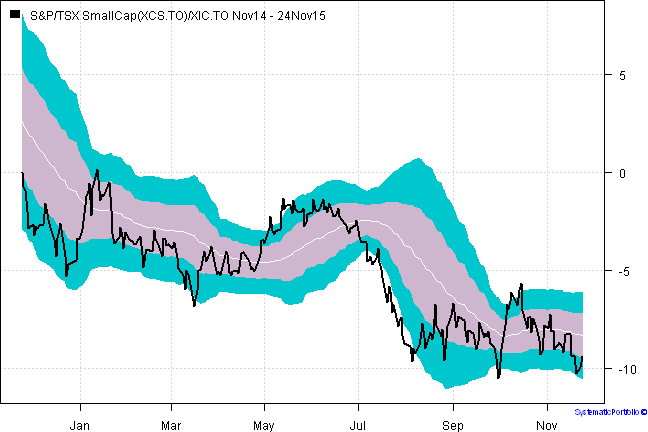 S&P/TSX SmallCap(XCS.TO)/XIC.TO Nov14 - 24Nov15
5
0
-5
-10
Jan Mar May Jul Sep Nov
SystematicPortfolio ©